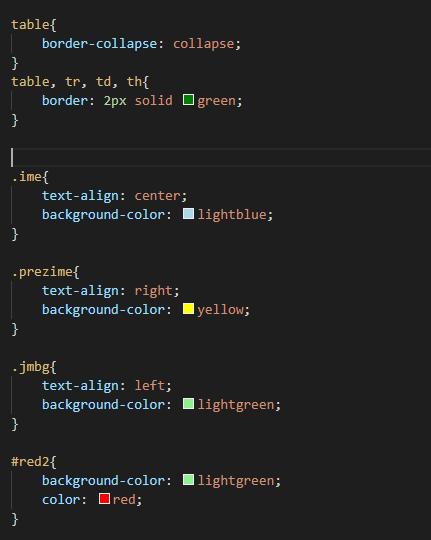 table{
    border-collapse: collapse;
}
table, tr, td, th{
    border: 2px solid green;
}
.ime{
    text-align: center;
    background-color: lightblue;
}
.prezime{
    text-align: right;
    background-color: yellow;
}
.jmbg{
    text-align: left;
    background-color: lightgreen;
}
#red2{
    background-color: lightgreen;
    color: red;
}